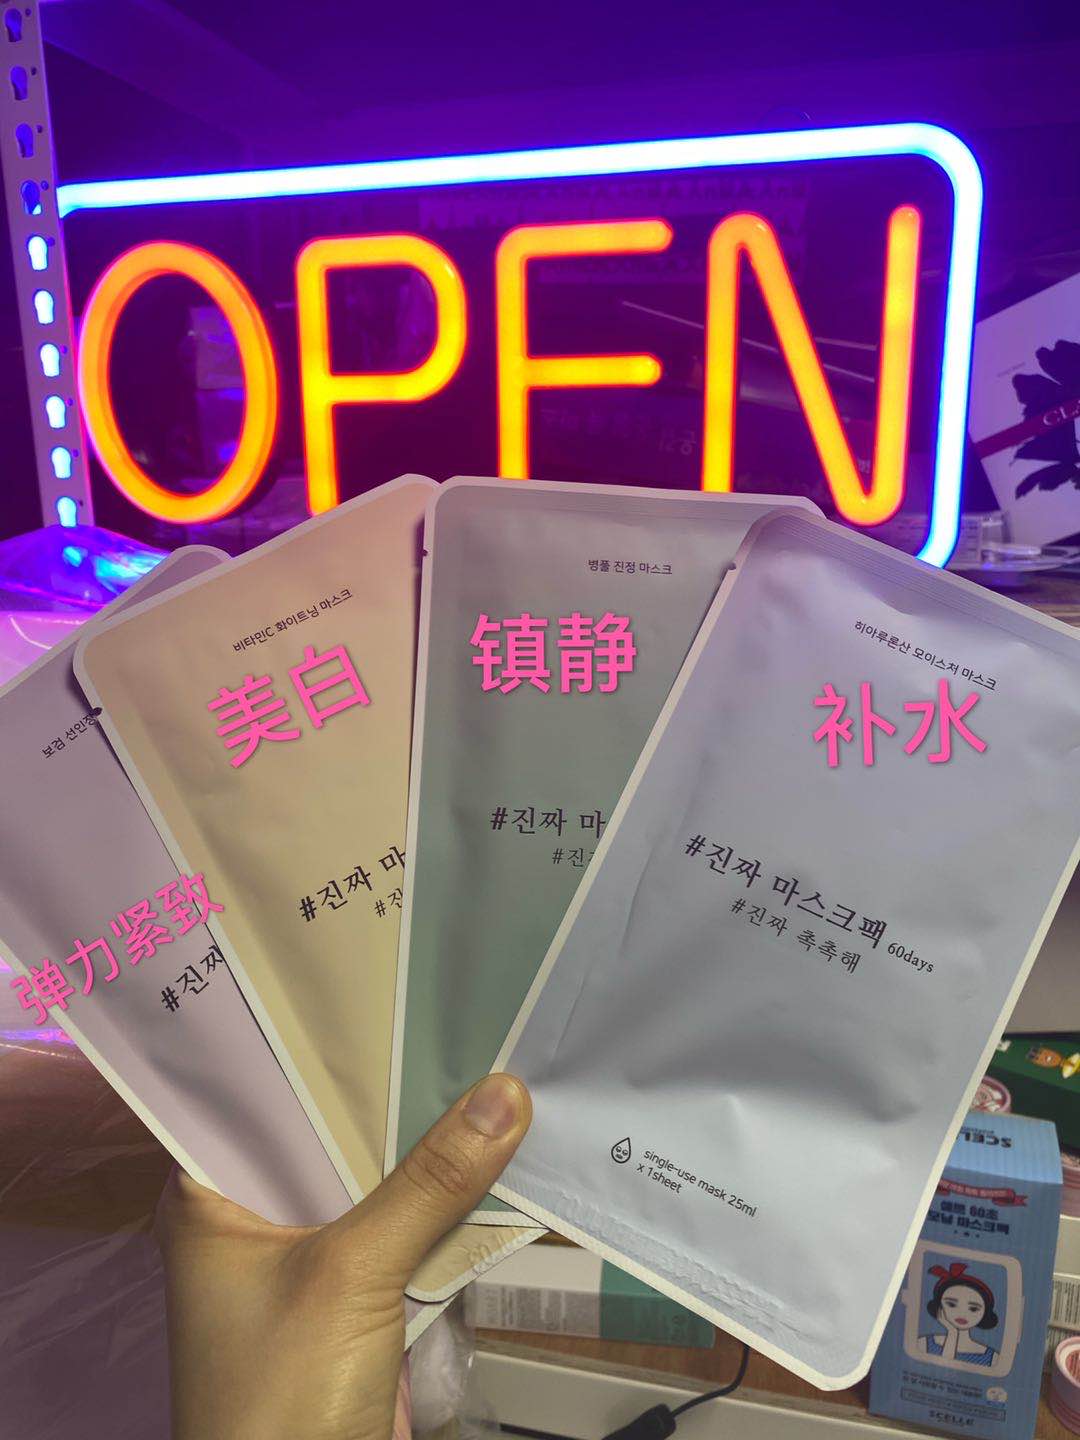 OPEN
보검 선인장
弹力紧致
#진짜
비타민C 화이트닝 마스크
美白
#진짜 마
병풀 진정 마스크
镇静
#진짜 마
히아루론산 모이스처 마스크
补水
#진짜 마스크팩 60days
#진짜 촉촉해
single-use mask 25ml
x 1sheet